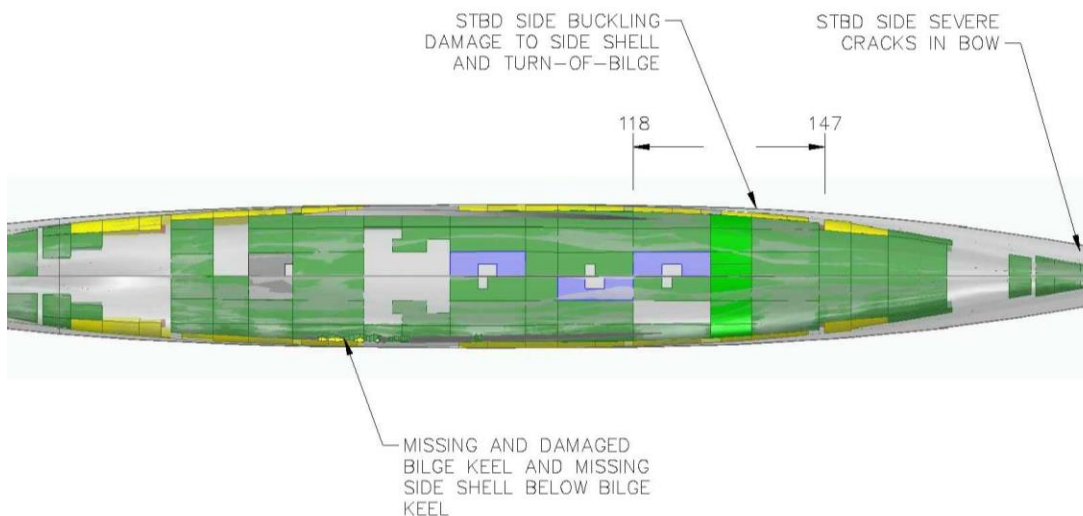 STBD SIDE BUCKLING
DAMAGE TO SIDE SHELL
AND TURN-OF-BILGE
STBD SIDE SEVERE
CRACKS IN BOW
118
147
MISSING AND DAMAGED
BILGE KEEL AND MISSING
SIDE SHELL BELOW BILGE
KEEL